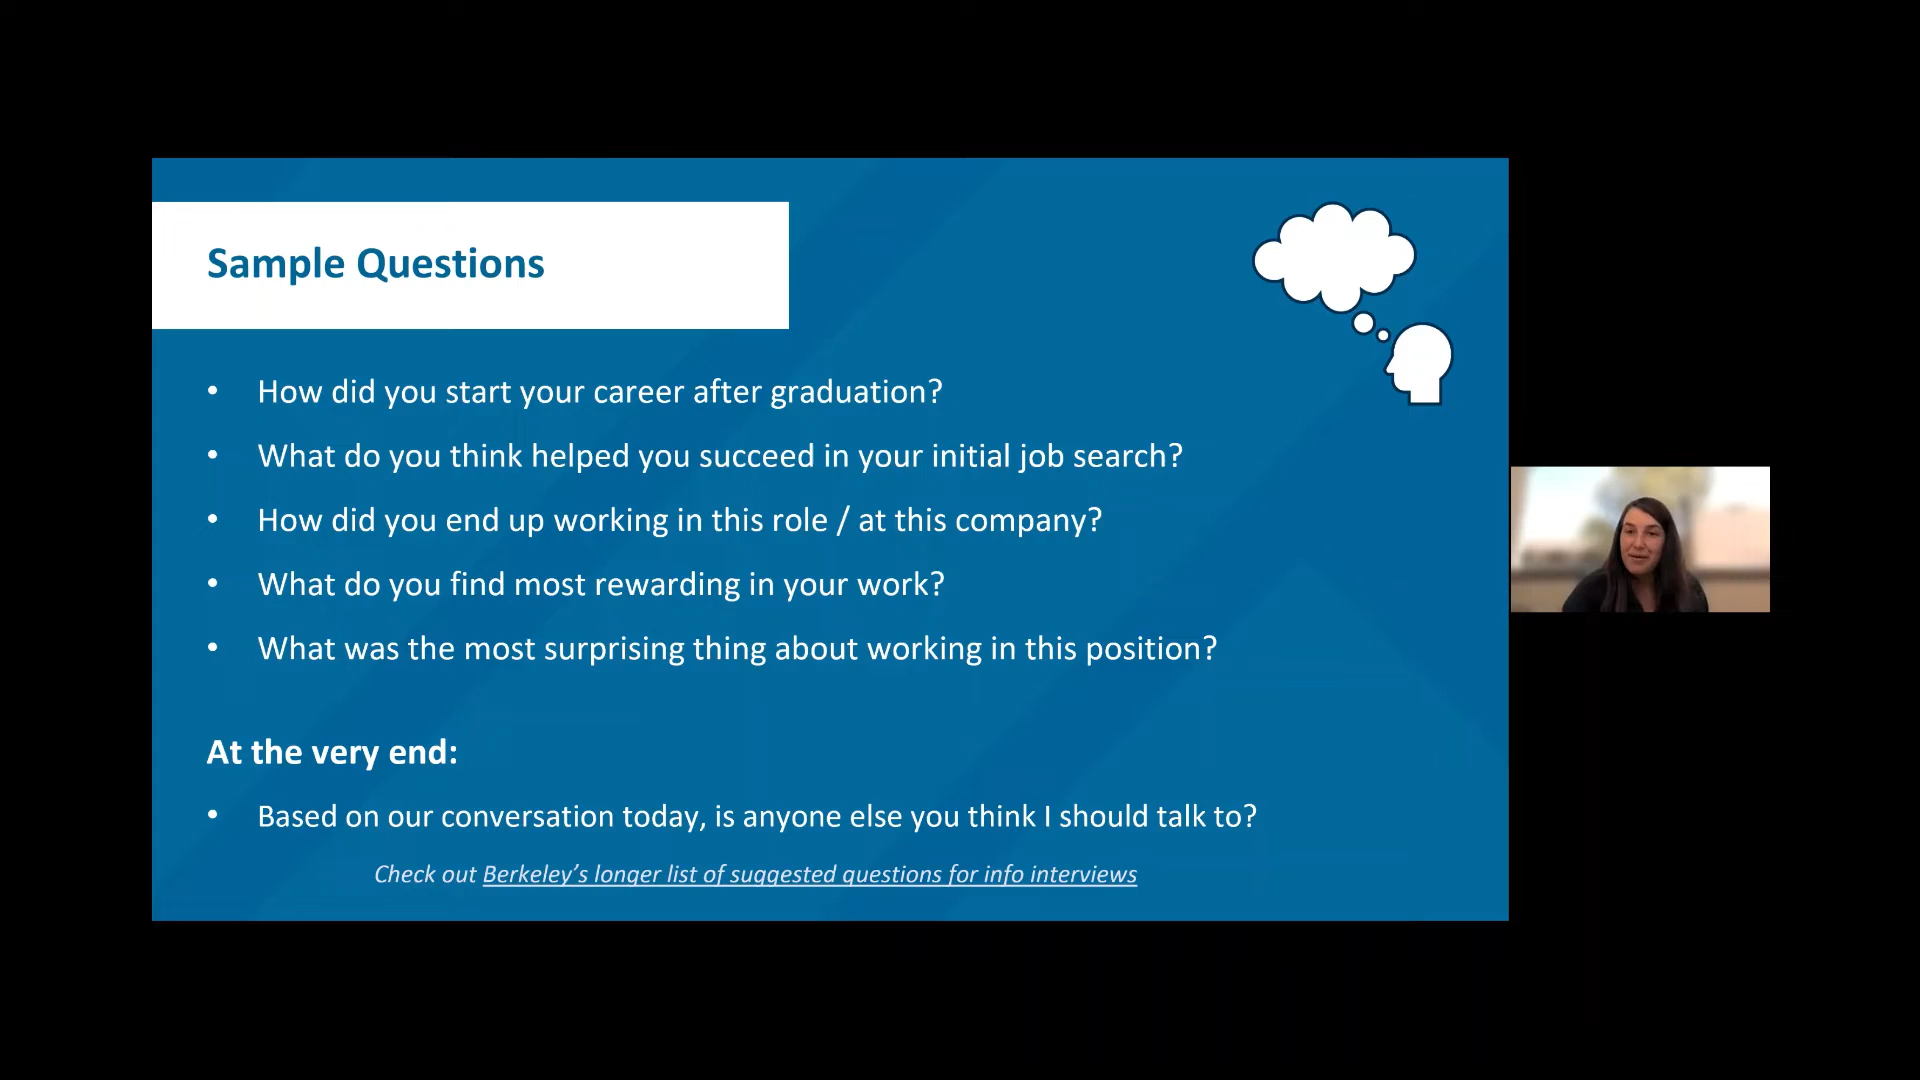 Sample Questions
• How did you start your career after graduation?
• What do you think helped you succeed in your initial job search?
• How did you end up working in this role / at this company?
• What do you find most rewarding in your work?
• What was the most surprising thing about working in this position?
At the very end:
• Based on our conversation today, is anyone else you think I should talk to?
Check out Berkeley’s longer list of suggested questions for info interviews